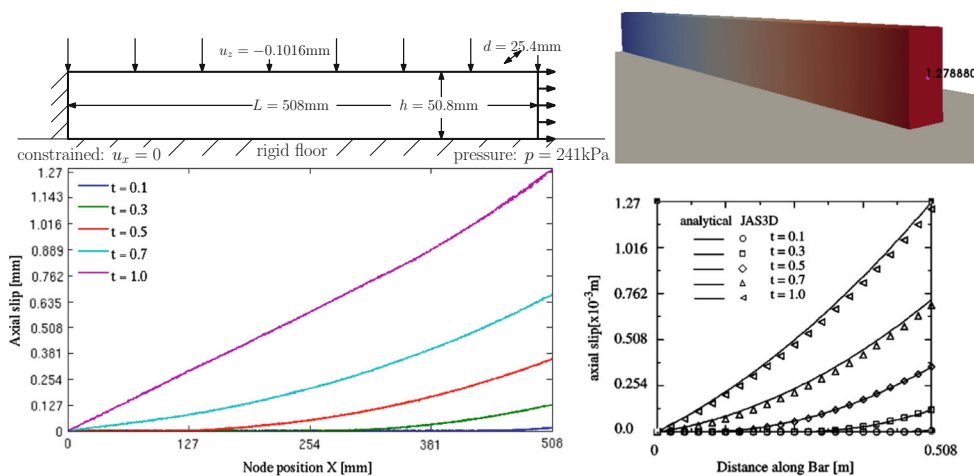 u_z = −0.1016mm
d = 25.4mm
L = 508mm
h = 50.8mm
constrained: u_x = 0
rigid floor
pressure: p = 241kPa
1.278880
1.27
1.143
1.016
0.889
0.762
0.635
0.508
0.381
0.254
0.127
0
Axial slip [mm]
t = 0.1
t = 0.3
t = 0.5
t = 0.7
t = 1.0
0 127 254 381 508
Node position X [mm]
1.27
1.016
0.762
0.508
0.254
0.0
axial slip[x10⁻³m]
analytical JAS3D
t = 0.1
t = 0.3
t = 0.5
t = 0.7
t = 1.0
0 0.508
Distance along Bar [m]